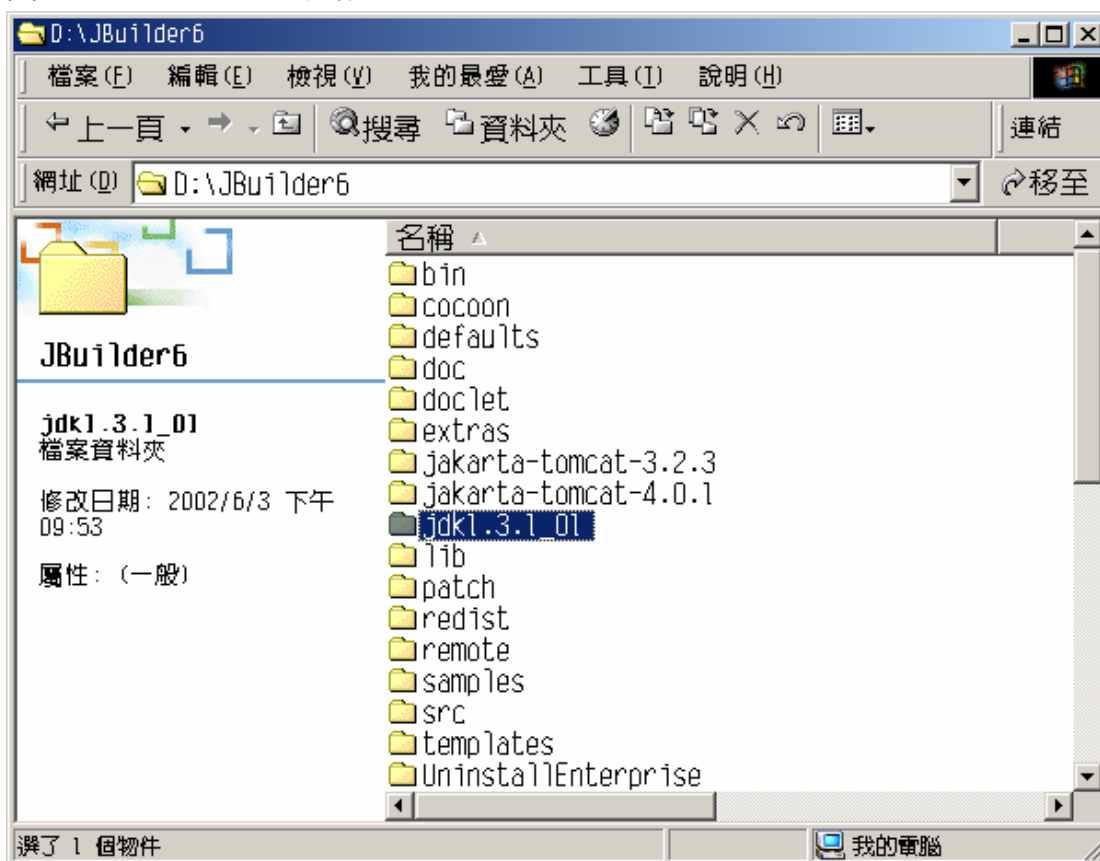 D:\JBuilder6
檔案(F) 編輯(E) 檢視(V) 我的最愛(A) 工具(T) 說明(H)
上一頁 搜尋 資料夾 連結
網址(D) D:\JBuilder6 移至
JBuilder6
jdk1.3.1_01
檔案資料夾
修改日期: 2002/6/3 下午
09:53
屬性: (一般)
名稱
bin
cocoon
defaults
doc
doclet
extras
jakarta-tomcat-3.2.3
jakarta-tomcat-4.0.1
jdk1.3.1_01
lib
patch
redist
remote
samples
src
templates
UninstallEnterprise
選了 1 個物件 我的電腦